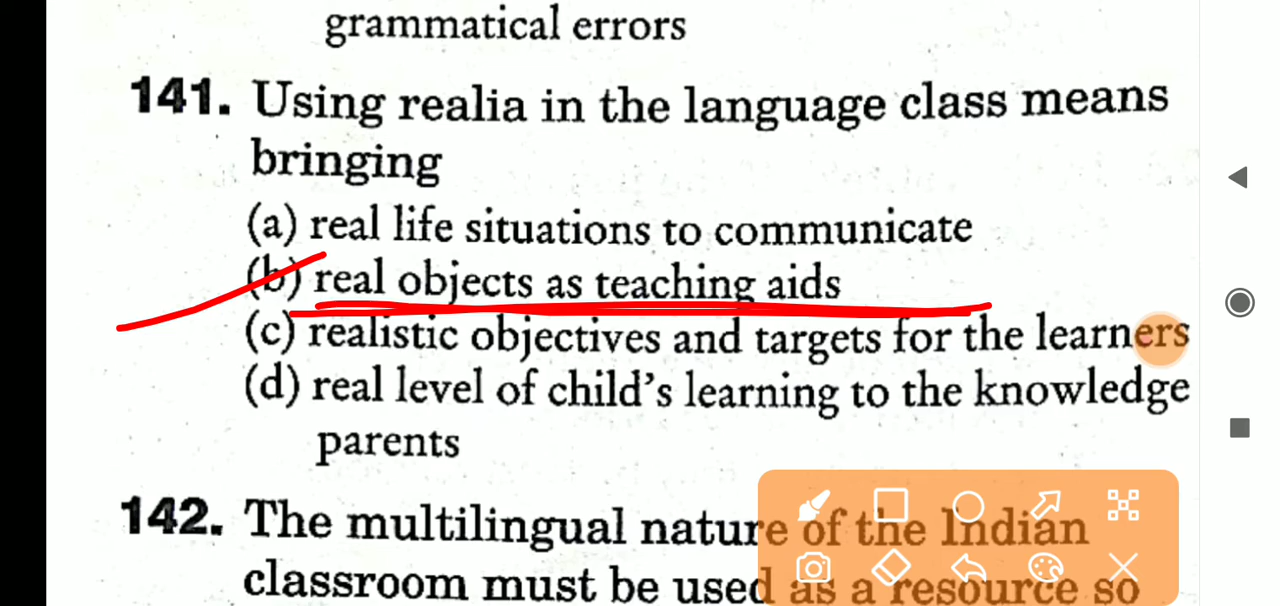 grammatical errors
141. Using realia in the language class means
bringing
(a) real life situations to communicate
(b) real objects as teaching aids
(c) realistic objectives and targets for the learners
(d) real level of child's learning to the knowledge
parents
142. The multilingual nature of the Indian
classroom must be used as a resource so